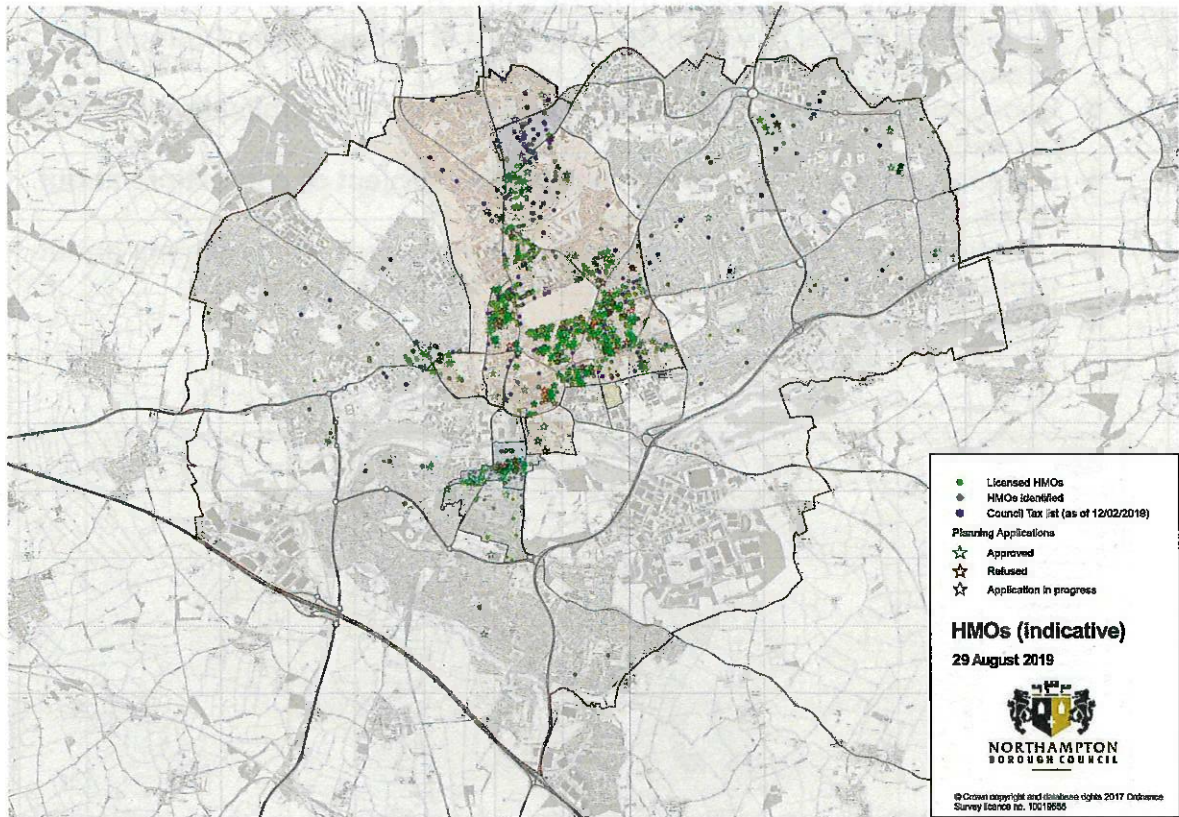 Licensed HMOs
HMOs identified
Council Tax list (as of 12/02/2019)
Planning Applications
Approved
Refused
Application in progress
HMOs (indicative)
29 August 2019
NORTHAMPTON
BOROUGH COUNCIL
© Crown copyright and database rights 2017 Ordnance
Survey licence no. 10019655